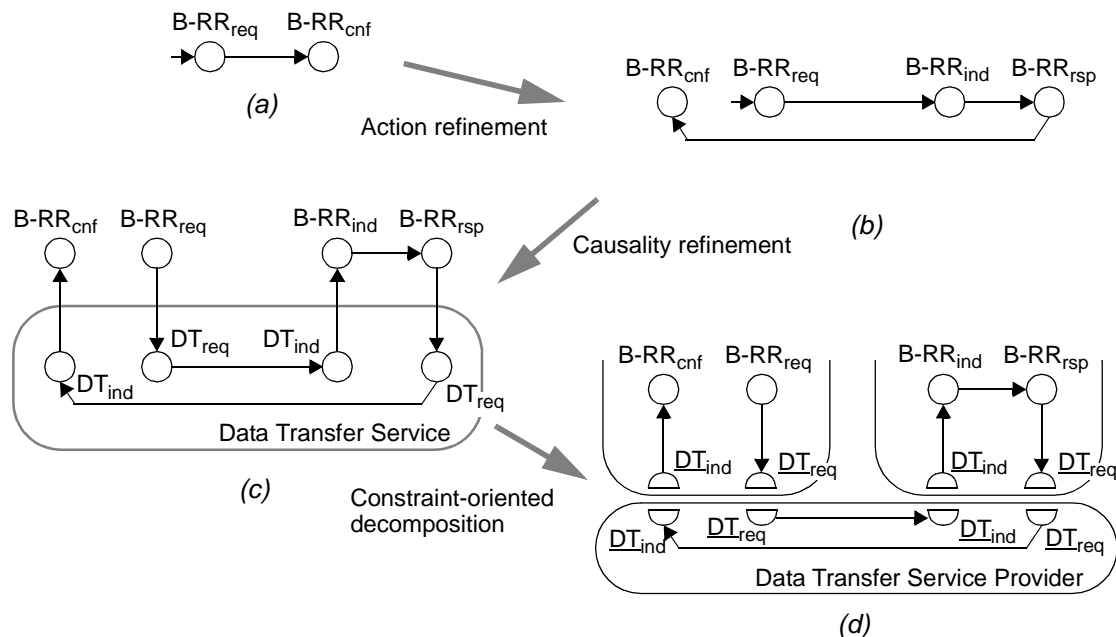 B-RRreq B-RRcnf
(a)
Action refinement
B-RRcnf B-RRreq B-RRind B-RRrsp
(b)
Causality refinement
B-RRcnf B-RRreq B-RRind B-RRrsp
DTreq DTind
DTind DTreq
Data Transfer Service
(c)
Constraint-oriented
decomposition
B-RRcnf B-RRreq B-RRind B-RRrsp
DTind DTreq DTind DTreq
DTind DTreq DTind DTreq
Data Transfer Service Provider
(d)